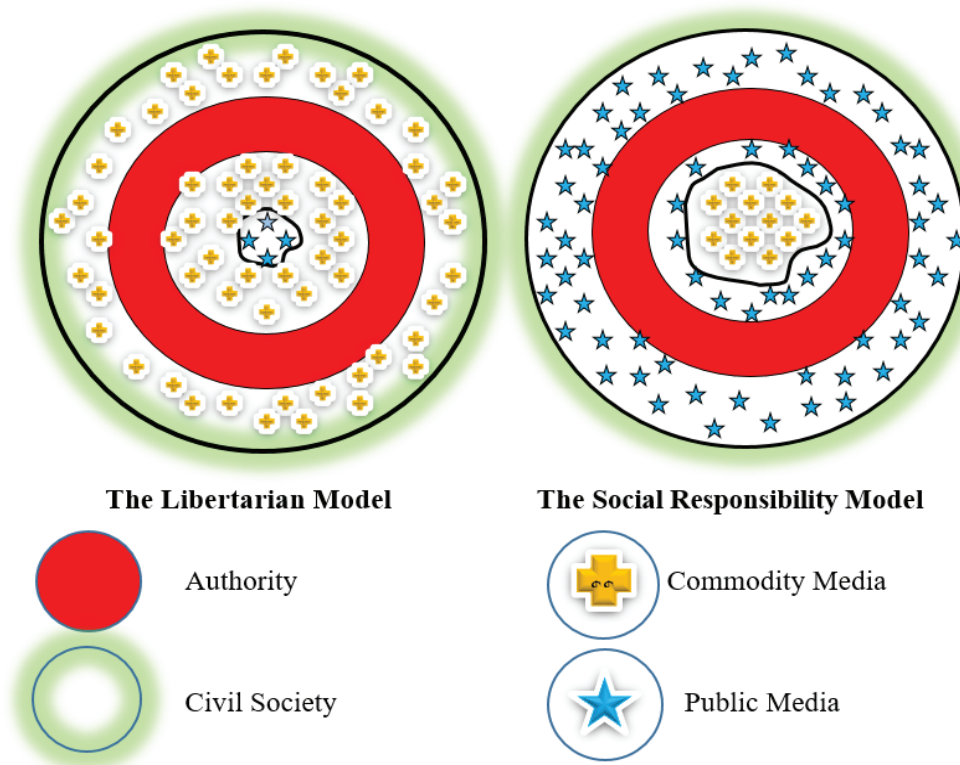 The Libertarian Model
The Social Responsibility Model
Authority
Commodity Media
Civil Society
Public Media